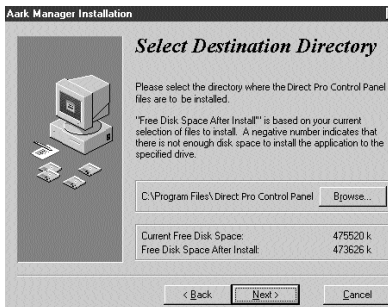 Aark Manager Installation
Select Destination Directory
Please select the directory where the Direct Pro Control Panel
files are to be installed.
"Free Disk Space After Install'" is based on your current
selection of files to install. A negative number indicates that
there is not enough disk space to install the application to the
specified drive.
C:\Program Files\Direct Pro Control Panel
Browse...
Current Free Disk Space: 475520 k
Free Disk Space After Install: 473626 k
< Back
Next >
Cancel